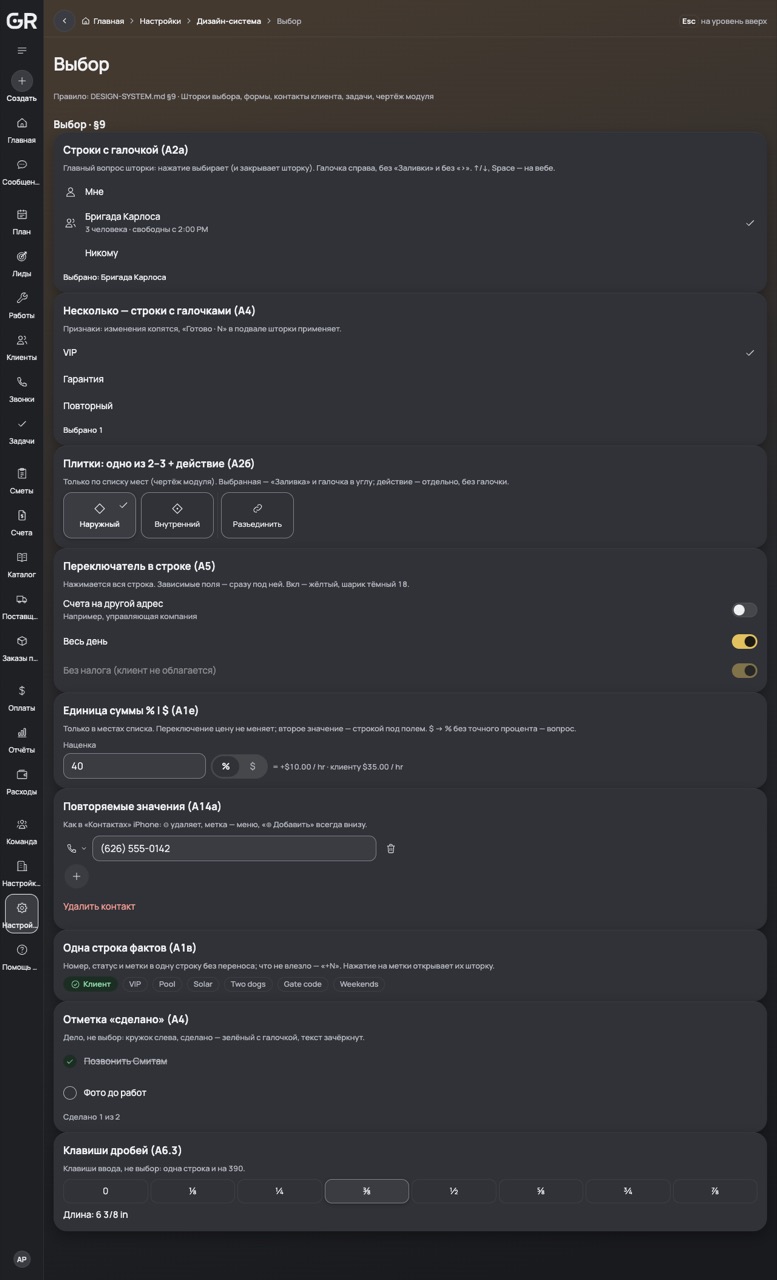 GR
Главная
Настройки
Дизайн-система
Выбор
Esc на уровень вверх
Создать
Главная
Сообщен…
План
Лиды
Работы
Клиенты
Звонки
Задачи
Сметы
Счета
Каталог
Поставщ…
Заказы п…
Оплаты
Отчёты
Расходы
Команда
Настройк…
Настрой…
Помощь …
AP
Выбор
Правило: DESIGN-SYSTEM.md §9 · Шторки выбора, формы, контакты клиента, задачи, чертёж модуля
Выбор · §9
Строки с галочкой (A2a)
Главный вопрос шторки: нажатие выбирает (и закрывает шторку). Галочка справа, без «Заливки» и без «›». ↑/↓, Space — на вебе.
Мне
Бригада Карлоса
3 человека · свободны с 2:00 PM
Никому
Выбрано: Бригада Карлоса
Несколько — строки с галочками (A4)
Признаки: изменения копятся, «Готово · N» в подвале шторки применяет.
VIP
Гарантия
Повторный
Выбрано 1
Плитки: одно из 2–3 + действие (A2б)
Только по списку мест (чертёж модуля). Выбранная — «Заливка» и галочка в углу; действие — отдельно, без галочки.
Наружный
Внутренний
Разъединить
Переключатель в строке (A5)
Нажимается вся строка. Зависимые поля — сразу под ней. Вкл — жёлтый, шарик тёмный 18.
Счета на другой адрес
Например, управляющая компания
Весь день
Без налога (клиент не облагается)
Единица суммы % | $ (A1e)
Только в местах списка. Переключение цену не меняет; второе значение — строкой под полем. $ → % без точного процента — вопрос.
Наценка
40
%
$
= +$10.00 / hr · клиенту $35.00 / hr
Повторяемые значения (A14a)
Как в «Контактах» iPhone: ⊖ удаляет, метка — меню, «⊕ Добавить» всегда внизу.
(626) 555-0142
Удалить контакт
Одна строка фактов (A1в)
Номер, статус и метки в одну строку без переноса; что не влезло — «+N». Нажатие на метки открывает их шторку.
Клиент
VIP
Pool
Solar
Two dogs
Gate code
Weekends
Отметка «сделано» (A4)
Дело, не выбор: кружок слева, сделано — зелёный с галочкой, текст зачёркнут.
Позвонить Смитам
Фото до работ
Сделано 1 из 2
Клавиши дробей (A6.3)
Клавиши ввода, не выбор: одна строка и на 390.
0
⅛
¼
⅜
½
⅝
¾
⅞
Длина: 6 3/8 in